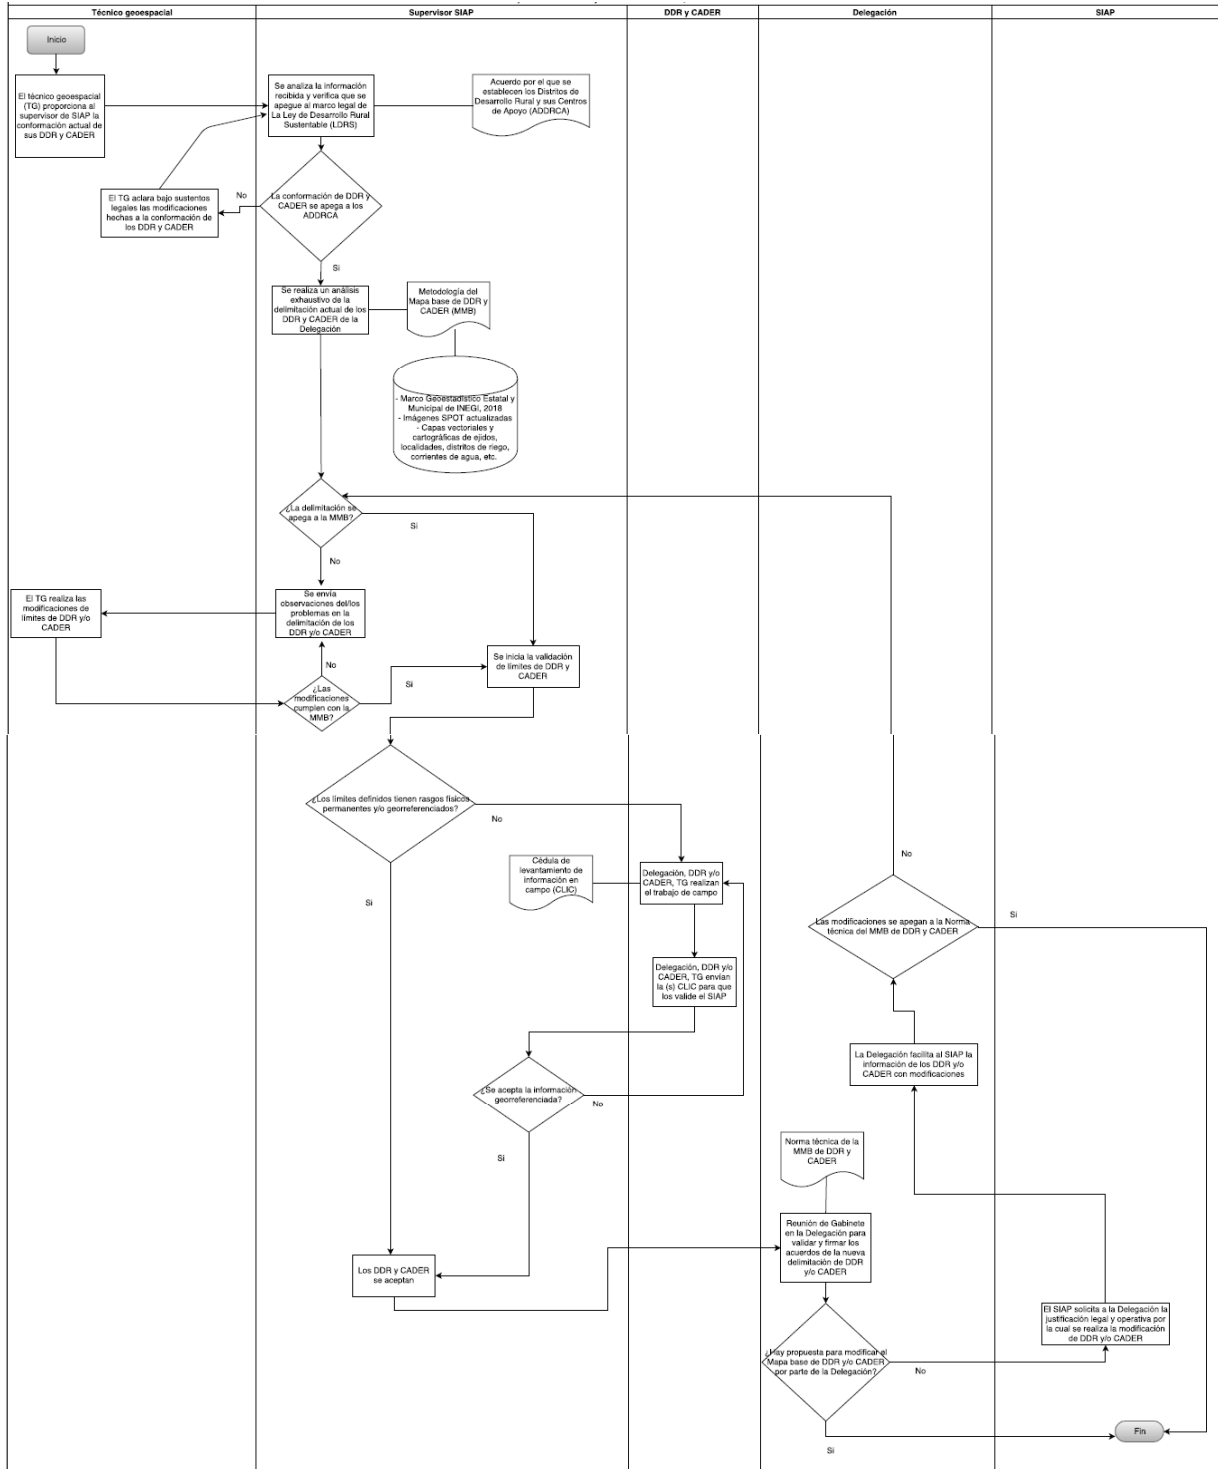 Técnico geoespacial
Supervisor SIAP
DDR y CADER
Delegación
SIAP
Inicio
El técnico geoespacial
(TG) proporciona al
supervisor de SIAP la
conformación actual de
sus DDR y CADER
Se analiza la información
recibida y verifica que se
apegue al marco legal de
La Ley de Desarrollo Rural
Sustentable (LDRS)
Acuerdo por el que se
establecen los Distritos de
Desarrollo Rural y sus Centros
de Apoyo (ADDRCA)
El TG aclara bajo sustentos
legales las modificaciones
hechas a la conformación de
los DDR y CADER
No
La conformación de DDR y
CADER se apega a los
ADDRCA
Si
Se realiza un análisis
exhaustivo de la
delimitación actual de los
DDR y CADER de la
Delegación
Metodología del
Mapa base de DDR y
CADER (MMB)
- Marco Geoestadístico Estatal y
Municipal de INEGI, 2018
- Imágenes SPOT actualizadas
- Capas vectoriales y
cartográficas de ejidos,
localidades, distritos de riego,
corrientes de agua, etc.
¿La delimitación se
apega a la MMB?
Si
No
El TG realiza las
modificaciones de
límites de DDR y/o
CADER
Se envía
observaciones del/los
problemas en la
delimitación de los
DDR y/o CADER
Se inicia la validación
de límites de DDR y
CADER
No
Si
¿Las
modificaciones
cumplen con la
MMB?
¿Los límites definidos tienen rasgos físicos
permanentes y/o georreferenciados?
No
Si
Cédula de
levantamiento de
información en
campo (CLIC)
Delegación, DDR y/o
CADER, TG realizan
el trabajo de campo
No
Las modificaciones se apegan a la Norma
técnica del MMB de DDR y CADER
Si
Delegación, DDR y/o
CADER, TG envían
la (s) CLIC para que
los valide el SIAP
La Delegación facilita al SIAP la
información de los DDR y/o
CADER con modificaciones
¿Se acepta la información
georreferenciada?
No
Si
Norma técnica de la
MMB de DDR y
CADER
Reunión de Gabinete
en la Delegación para
validar y firmar los
acuerdos de la nueva
delimitación de DDR
y/o CADER
Los DDR y CADER
se aceptan
El SIAP solicita a la Delegación la
justificación legal y operativa por
la cual se realiza la modificación
de DDR y/o CADER
¿Hay propuesta para modificar el
Mapa base de DDR y/o CADER
por parte de la Delegación?
No
Si
Fin